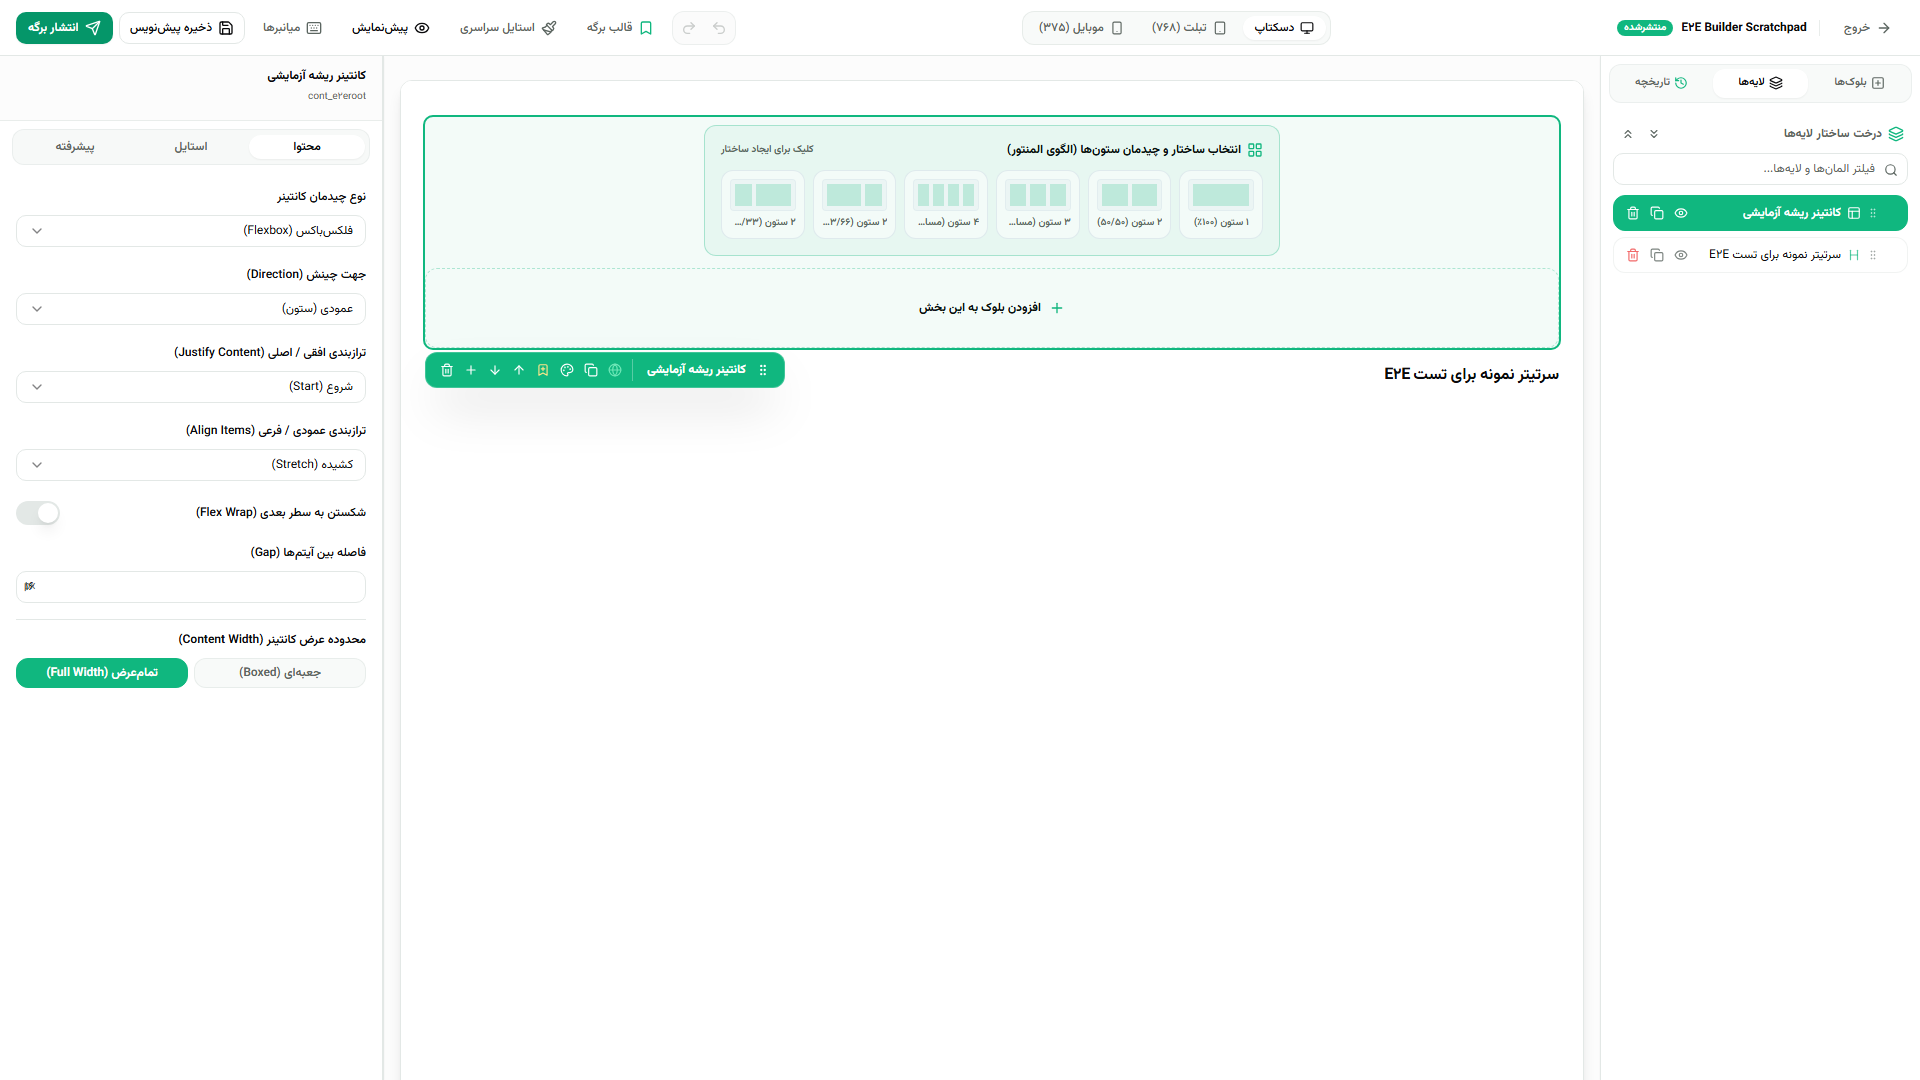 خروج
E۲E Builder Scratchpad
منتشرشده
دسکتاپ
تبلت (۷۶۸)
موبایل (۳۷۵)
قالب برگه
استایل سراسری
پیش‌نمایش
میانبرها
ذخیره پیش‌نویس
انتشار برگه
بلوک‌ها
لایه‌ها
تاریخچه
درخت ساختار لایه‌ها
فیلتر المان‌ها و لایه‌ها...
کانتینر ریشه آزمایشی
سرتیتر نمونه برای تست E۲E
انتخاب ساختار و چیدمان ستون‌ها (الگوی المنتور)
کلیک برای ایجاد ساختار
۱ ستون (۱۰۰٪)
۲ ستون (۵۰/۵۰)
۳ ستون (مسا...
۴ ستون (مسا...
۲ ستون (۳/۶۶...
۲ ستون (/۳۳...
افزودن بلوک به این بخش
کانتینر ریشه آزمایشی
سرتیتر نمونه برای تست E۲E
کانتینر ریشه آزمایشی
cont_e۲eroot
محتوا
استایل
پیشرفته
نوع چیدمان کانتینر
فلکس‌باکس (Flexbox)
جهت چینش (Direction)
عمودی (ستون)
ترازبندی افقی / اصلی (Justify Content)
شروع (Start)
ترازبندی عمودی / فرعی (Align Items)
کشیده (Stretch)
شکستن به سطر بعدی (Flex Wrap)
فاصله بین آیتم‌ها (Gap)
محدوده عرض کانتینر (Content Width)
جعبه‌ای (Boxed)
تمام‌عرض (Full Width)